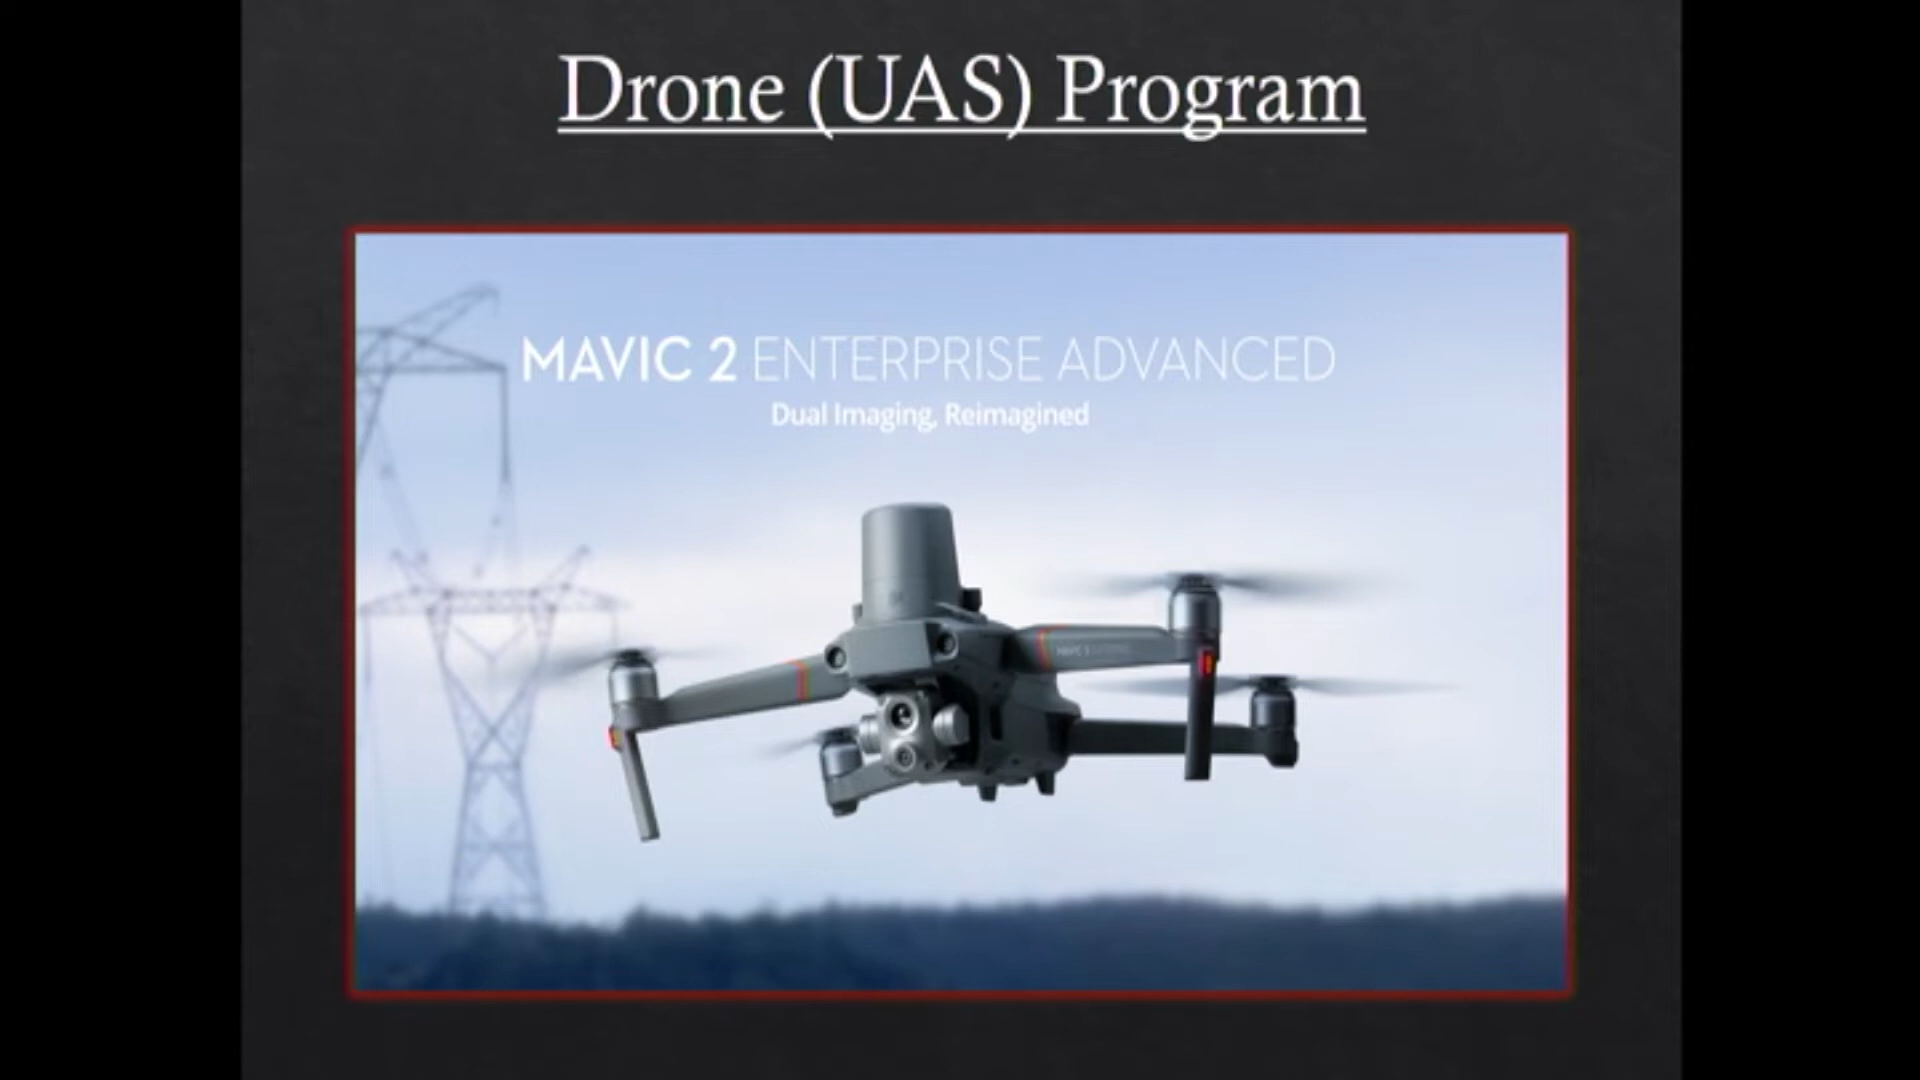 Drone (UAS) Program
MAVIC 2 ENTERPRISE ADVANCED
Dual Imaging, Reimagined